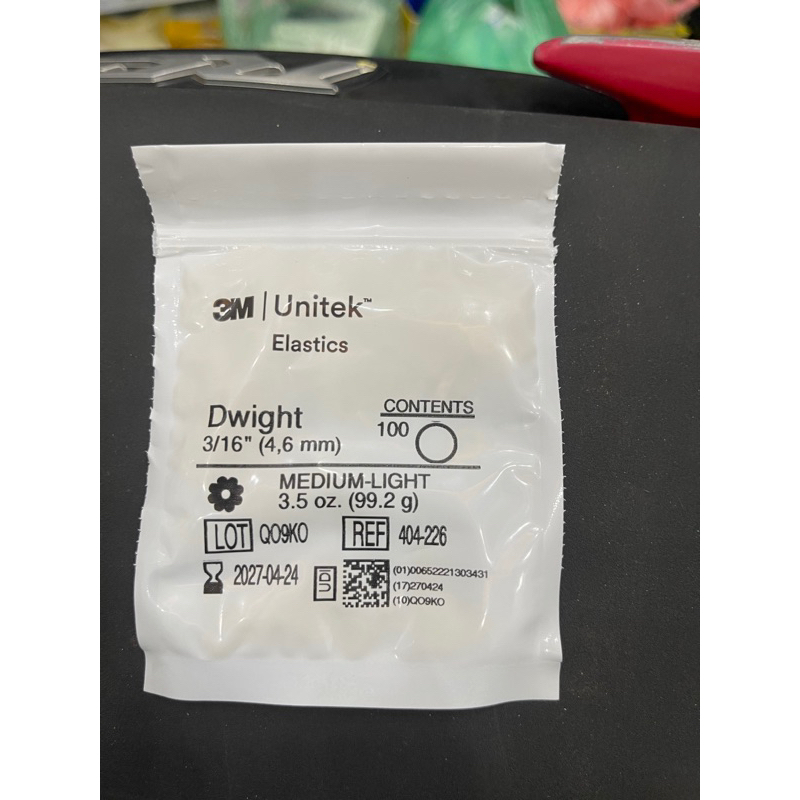 3M | Unitek™
Elastics
Dwight
3/16" (4,6 mm)
CONTENTS
100
MEDIUM-LIGHT
3.5 oz. (99.2 g)
LOT QO9KO
REF 404-226
2027-04-24
UDI
(01)00652221303431
(17)270424
(10)QO9KO